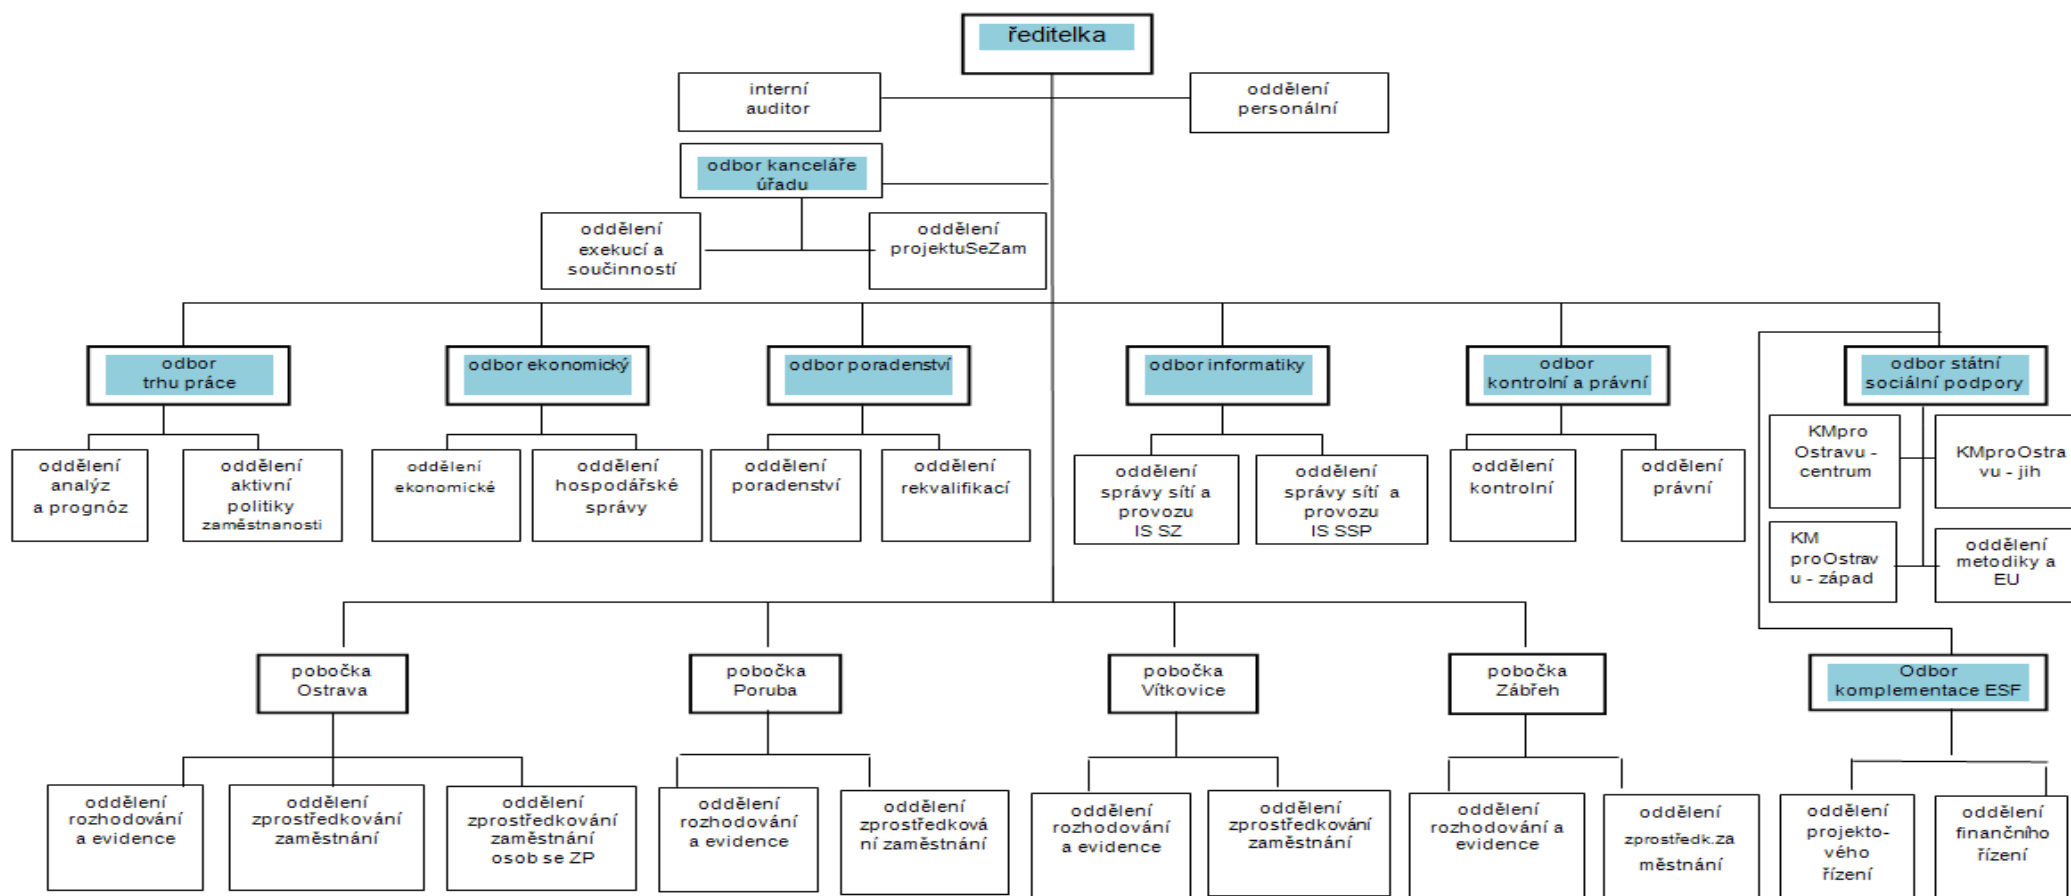 ředitelka
interní
auditor
oddělení
personální
odbor kanceláře
úřadu
oddělení
exekucí a
součinností
oddělení
projektuSeZam
odbor
trhu práce
odbor ekonomický
odbor poradenství
odbor informatiky
odbor
kontrolní a právní
odbor státní
sociální podpory
oddělení
analýz
a prognóz
oddělení
aktivní
politiky
zaměstnanosti
oddělení
ekonomické
oddělení
hospodářské
správy
oddělení
poradenství
oddělení
rekvalifikací
oddělení
správy sítí a
provozu
IS SZ
oddělení
správy sítí a
provozu
IS SSP
oddělení
kontrolní
oddělení
právní
KMpro
Ostravu -
centrum
KMproOstra
vu - jih
KM
proOstrav
u - západ
oddělení
metodiky a
EU
pobočka
Ostrava
pobočka
Poruba
pobočka
Vítkovice
pobočka
Zábřeh
Odbor
komplementace ESF
oddělení
rozhodování
a evidence
oddělení
zprostředkování
zaměstnání
oddělení
zprostředkování
zaměstnání
osob se ZP
oddělení
rozhodování
a evidence
oddělení
zprostředková
ní zaměstnání
oddělení
rozhodování
a evidence
oddělení
zprostředkování
zaměstnání
oddělení
rozhodování a
evidence
oddělení
zprostředk.za
městnání
oddělení
projekto-
vého
řízení
oddělení
finančního
řízení